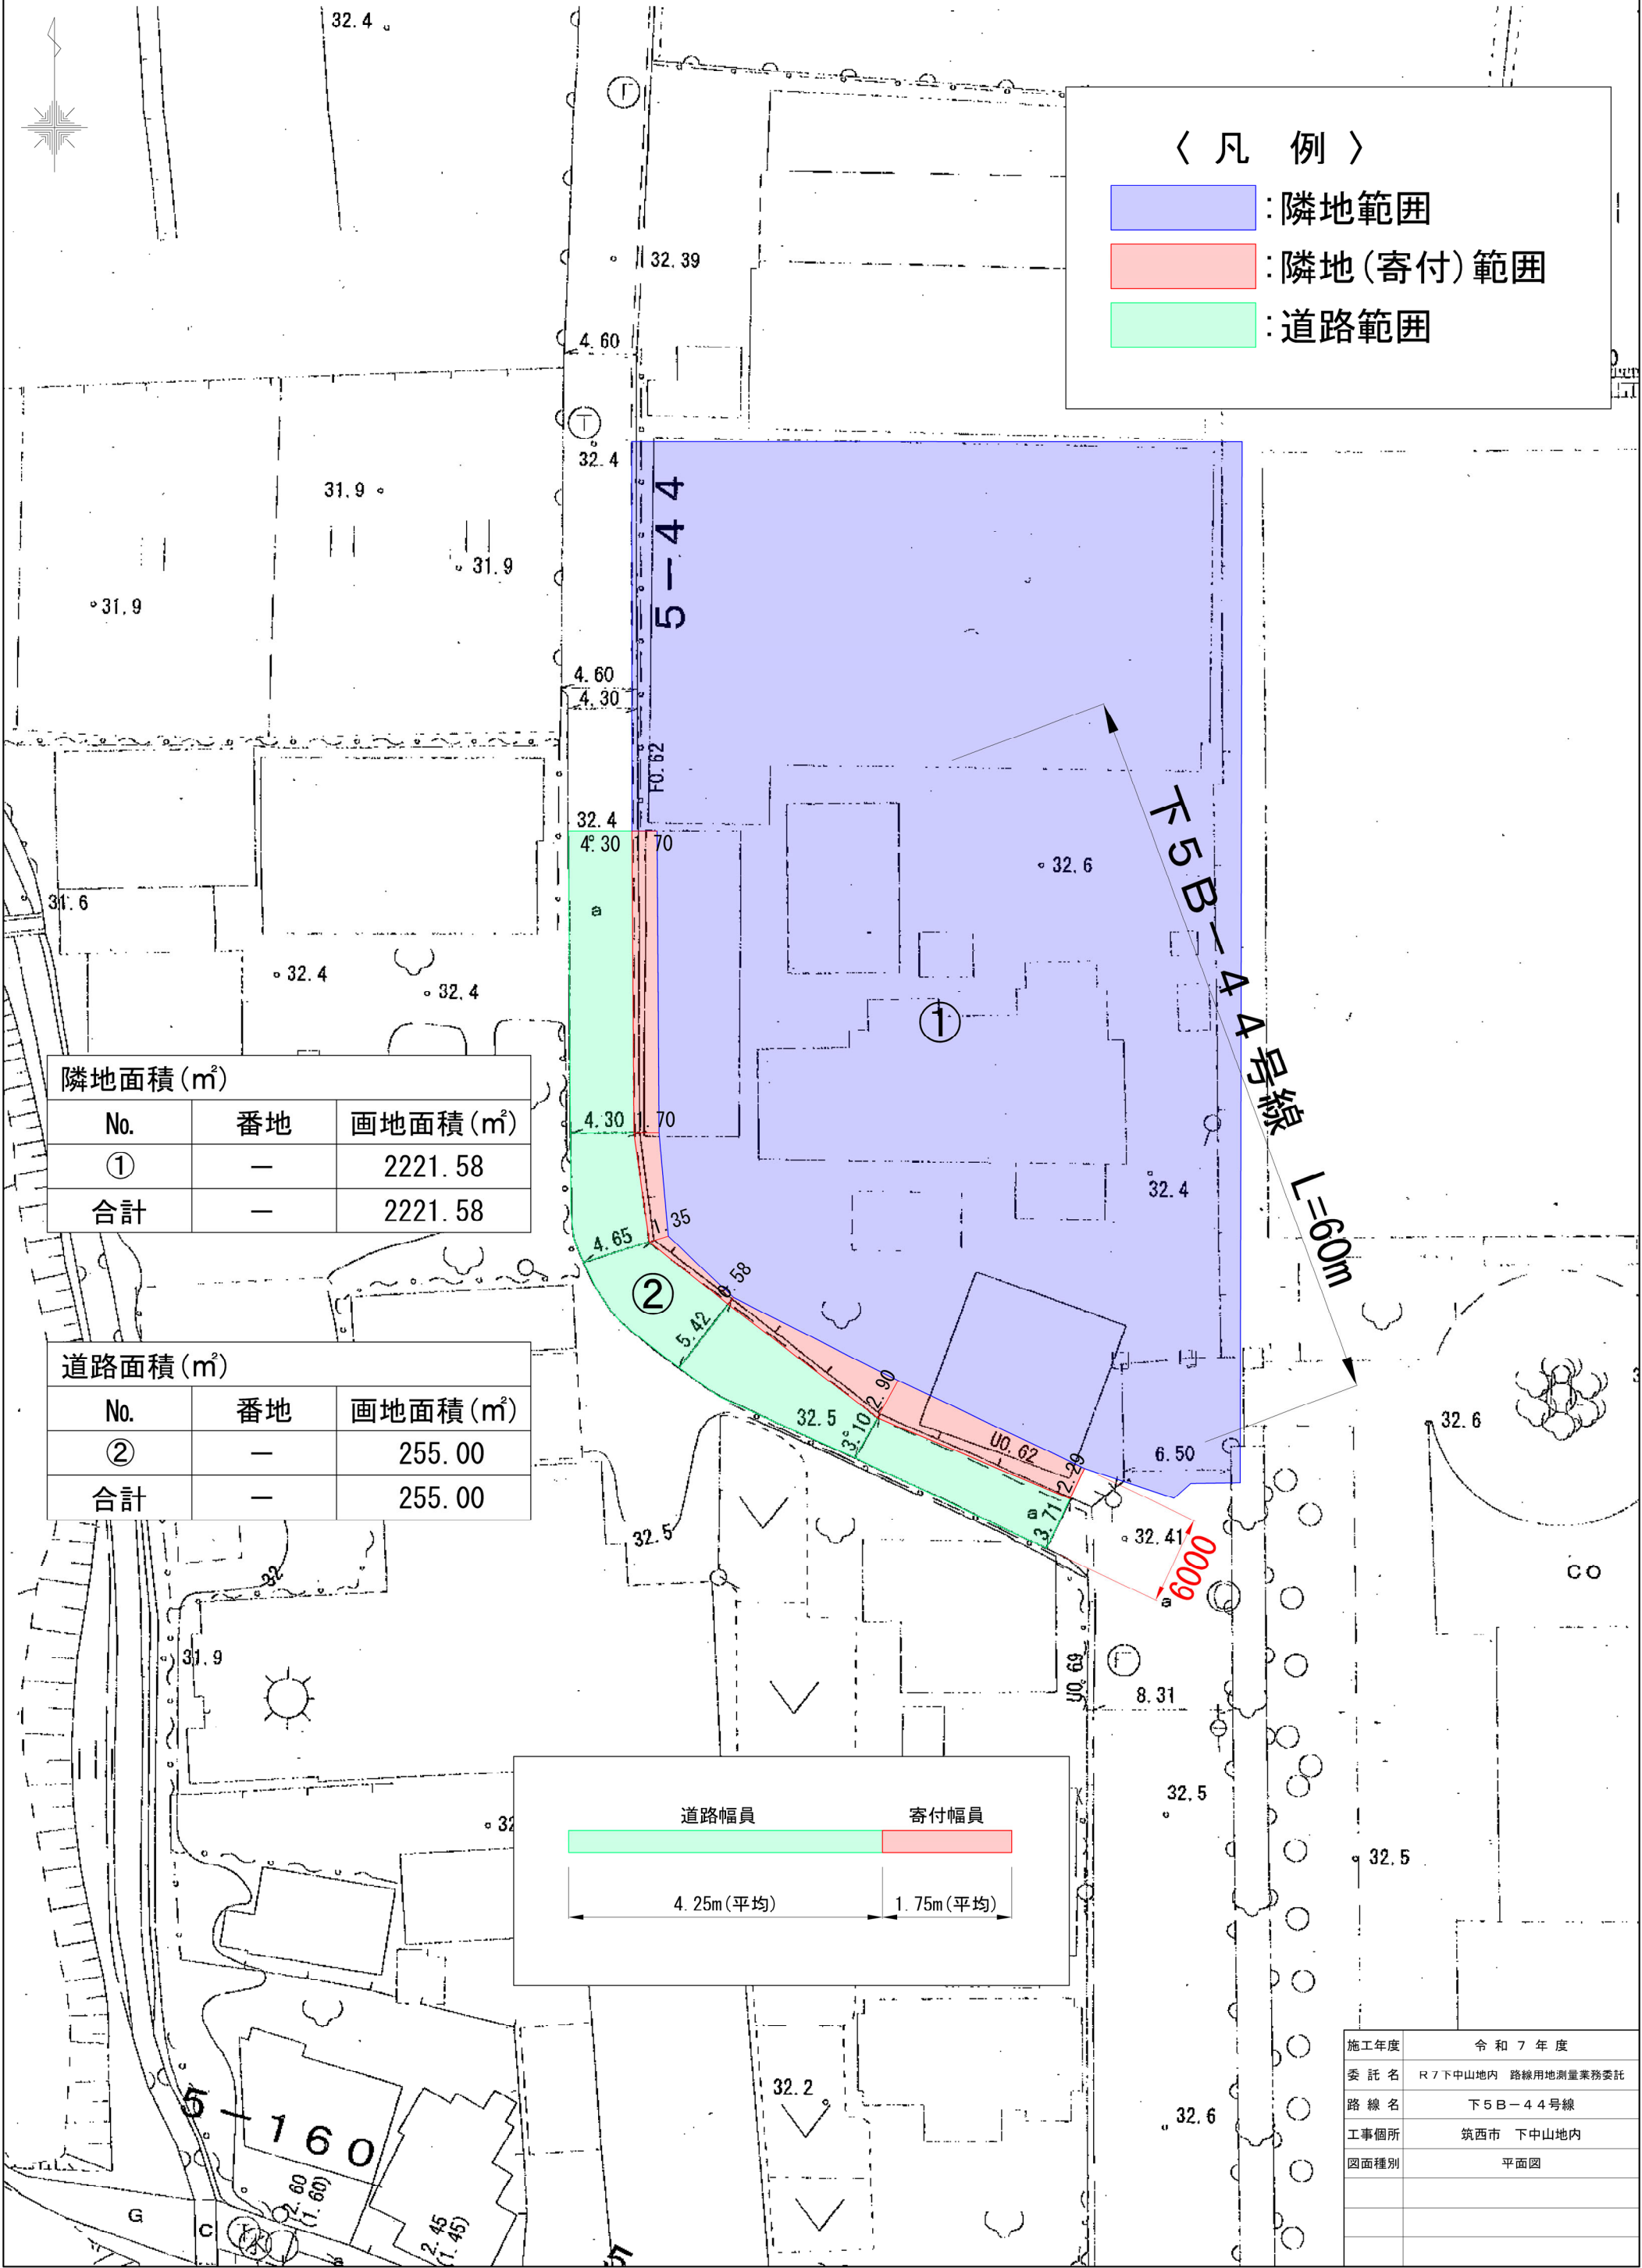 32.4
〈 凡　例 〉
:隣地範囲
:隣地(寄付)範囲
:道路範囲
T
32.39
4.60
T
32.4
31.9
31.9
31.9
5－44
4.60
4.30
F0.62
32.4
4.30 1.70
a
32.6
下5B－44号線　L=60m
31.6
32.4
32.4
①
隣地面積(㎡)
No. 番地 画地面積(㎡)
① － 2221.58
合計 － 2221.58
4.30 1.70
32.4
1.35
4.65
②
.58
5.42
道路面積(㎡)
No. 番地 画地面積(㎡)
② － 255.00
合計 － 255.00
2.90
32.5
3.10
U0.62
6.50
32.6
2.29
a
3.71
32.41
6000
a
32.5
32
CO
31.9
U0.69
8.31
32.5
道路幅員 寄付幅員
4.25m(平均) 1.75m(平均)
32.5
32.2
32.6
5－160
2.60
(1.60)
2.45
(1.45)
G
C
a
施工年度 令和7年度
委託名 R7下中山地内　路線用地測量業務委託
路線名 下5B－44号線
工事個所 筑西市　下中山地内
図面種別 平面図